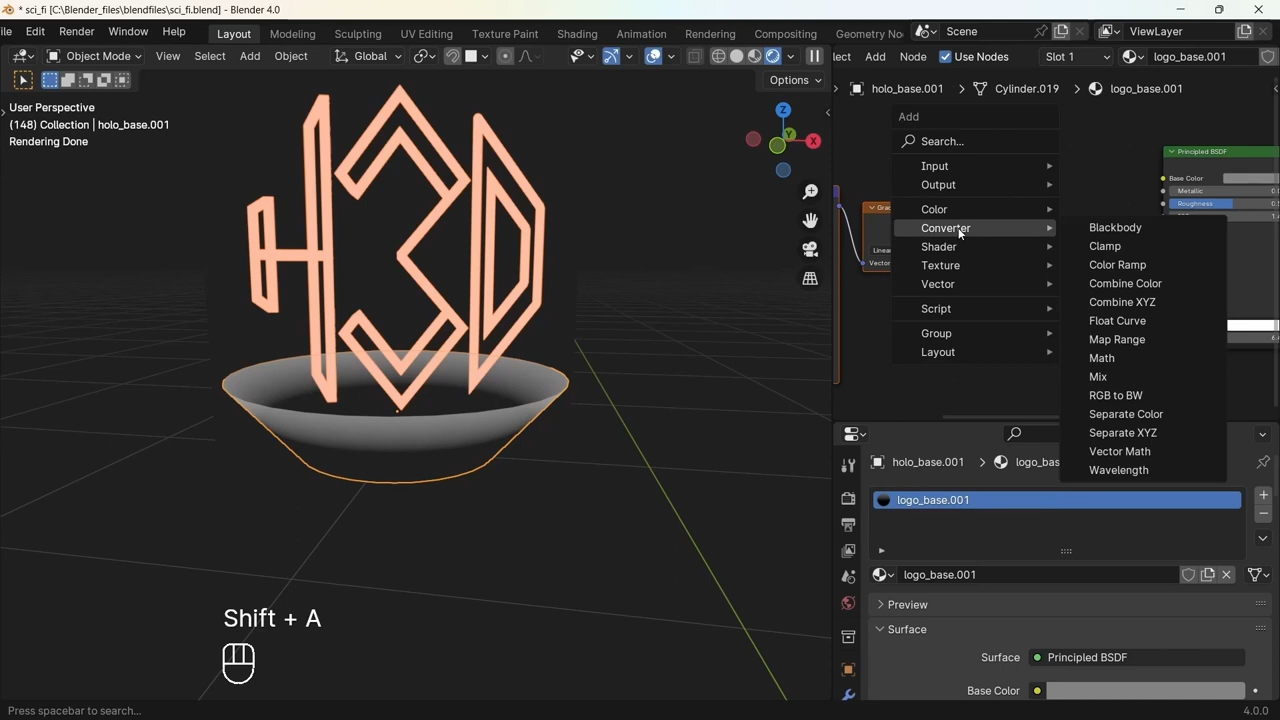 * sci_fi [C:\Blender_files\blendfiles\sci_fi.blend] - Blender 4.0
ile Edit Render Window Help Layout Modeling Sculpting UV Editing Texture Paint Shading Animation Rendering Compositing Geometry No Scene ViewLayer
Object Mode View Select Add Object Global
lect Add Node Use Nodes Slot 1 logo_base.001
Options
holo_base.001 Cylinder.019 logo_base.001
User Perspective
(148) Collection | holo_base.001
Rendering Done
Z
Y
X
H3D
Add
Search...
Input
Output
Color
Converter
Shader
Texture
Vector
Script
Group
Layout
Blackbody
Clamp
Color Ramp
Combine Color
Combine XYZ
Float Curve
Map Range
Math
Mix
RGB to BW
Separate Color
Separate XYZ
Vector Math
Wavelength
Grac
Linear
Vector
Principled BSDF
Base Color
Metallic
Roughness
holo_base.001 logo_bas
logo_base.001
logo_base.001
Preview
Surface
Surface Principled BSDF
Base Color
Shift + A
Press spacebar to search...
4.0.0